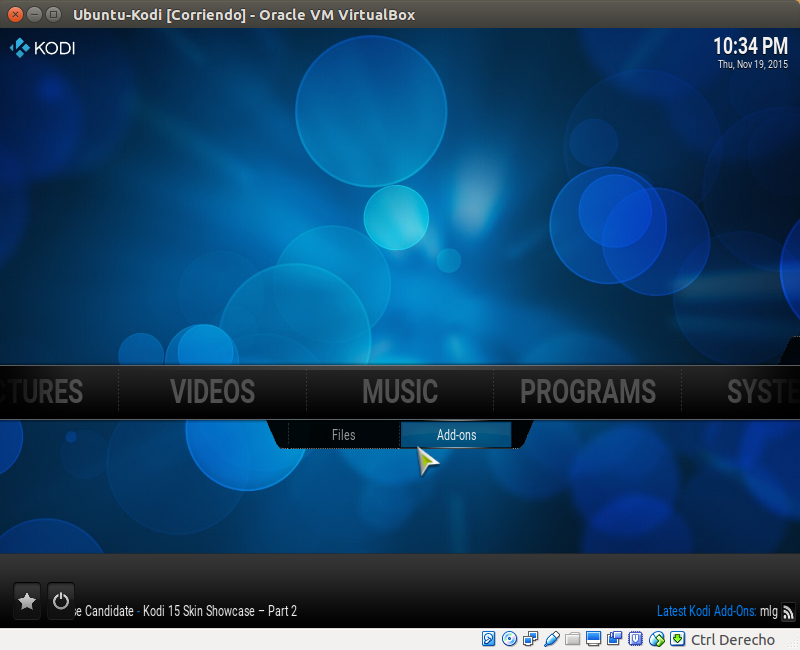 Ubuntu-Kodi [Corriendo] - Oracle VM VirtualBox
KODI
10:34 PM
Thu, Nov 19, 2015
CTURES
VIDEOS
MUSIC
PROGRAMS
SYSTE
Files
Add-ons
se Candidate · Kodi 15 Skin Showcase – Part 2
Latest Kodi Add-Ons: mlg
Ctrl Derecho